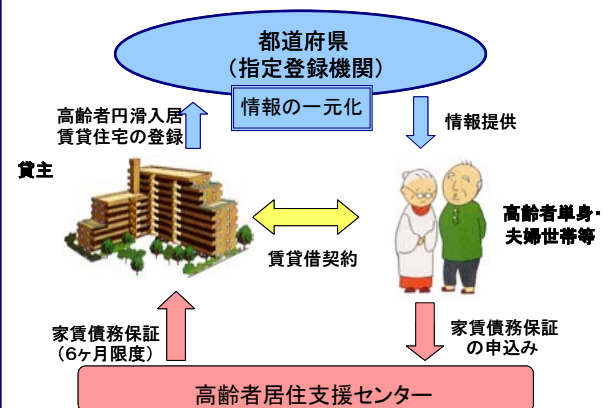 都道府県
（指定登録機関）
情報の一元化
高齢者円滑入居
賃貸住宅の登録
情報提供
貸主
高齢者単身・
夫婦世帯等
賃貸借契約
家賃債務保証
（６ヶ月限度）
家賃債務保証
の申込み
高齢者居住支援センター